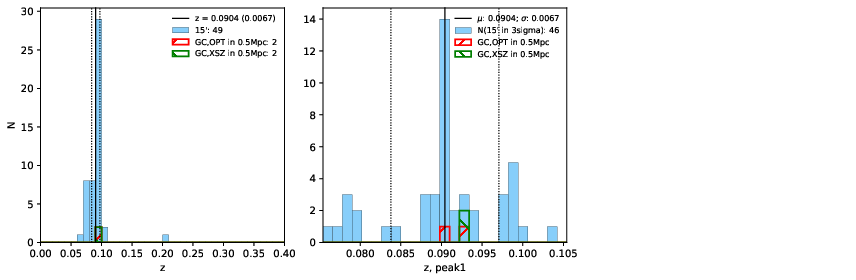 z = 0.0904 (0.0067)
15': 49
GC,OPT in 0.5Mpc: 2
GC,XSZ in 0.5Mpc: 2
N
30
25
20
15
10
5
0
0.00 0.05 0.10 0.15 0.20 0.25 0.30 0.35 0.40
z
μ: 0.0904; σ: 0.0067
N(15' in 3sigma): 46
GC,OPT in 0.5Mpc
GC,XSZ in 0.5Mpc
14
12
10
8
6
4
2
0
0.080 0.085 0.090 0.095 0.100 0.105
z, peak1